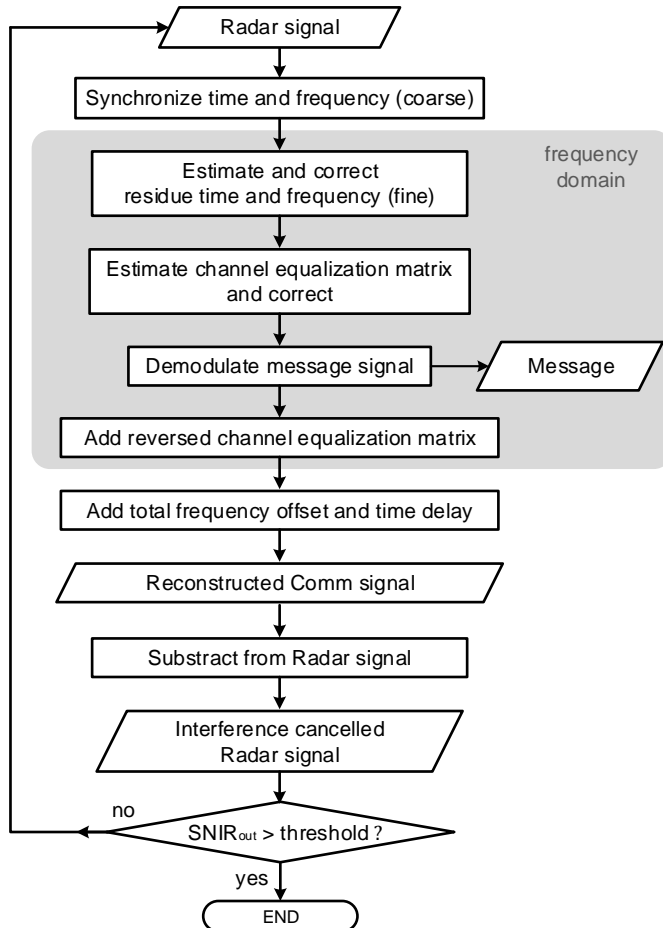 Radar signal
Synchronize time and frequency (coarse)
frequency
domain
Estimate and correct
residue time and frequency (fine)
Estimate channel equalization matrix
and correct
Demodulate message signal
Message
Add reversed channel equalization matrix
Add total frequency offset and time delay
Reconstructed Comm signal
Substract from Radar signal
Interference cancelled
Radar signal
no
SNIRout > threshold ?
yes
END